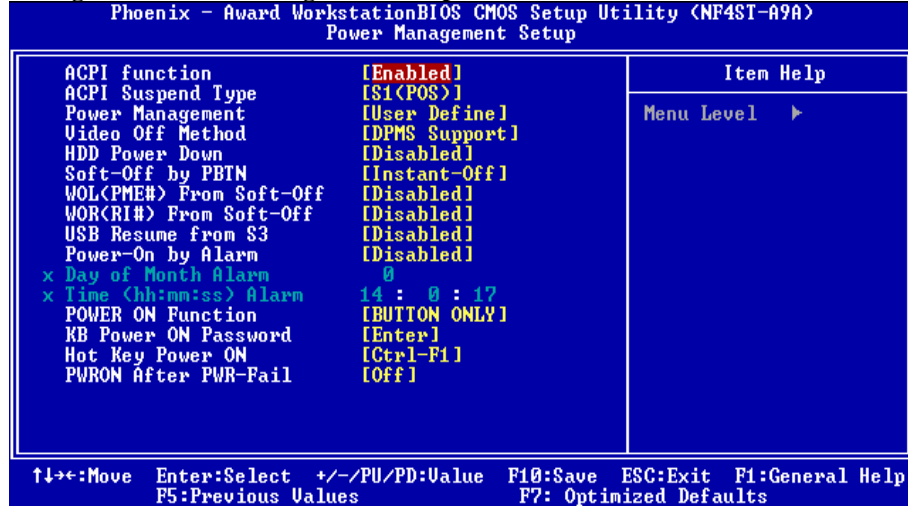 Phoenix - Award WorkstationBIOS CMOS Setup Utility (NF4ST-A9A)
Power Management Setup
ACPI function [Enabled]
ACPI Suspend Type [S1(POS)]
Power Management [User Define]
Video Off Method [DPMS Support]
HDD Power Down [Disabled]
Soft-Off by PBTN [Instant-Off]
WOL(PME#) From Soft-Off [Disabled]
WOR(RI#) From Soft-Off [Disabled]
USB Resume from S3 [Disabled]
Power-On by Alarm [Disabled]
x Day of Month Alarm 0
x Time (hh:mm:ss) Alarm 14 : 0 : 17
POWER ON Function [BUTTON ONLY]
KB Power ON Password [Enter]
Hot Key Power ON [Ctrl-F1]
PWRON After PWR-Fail [Off]
Item Help
Menu Level ►
↑↓→←:Move Enter:Select +/-/PU/PD:Value F10:Save ESC:Exit F1:General Help
F5:Previous Values F7: Optimized Defaults